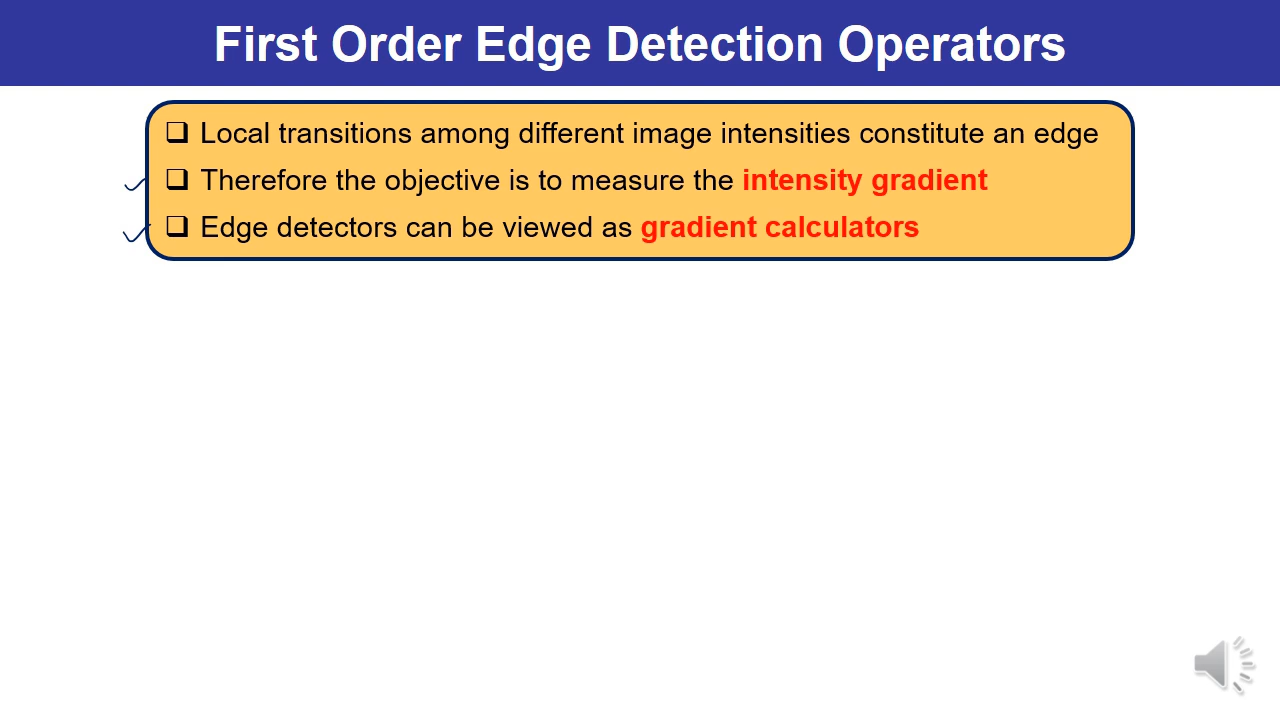 First Order Edge Detection Operators
❑ Local transitions among different image intensities constitute an edge
❑ Therefore the objective is to measure the intensity gradient
❑ Edge detectors can be viewed as gradient calculators